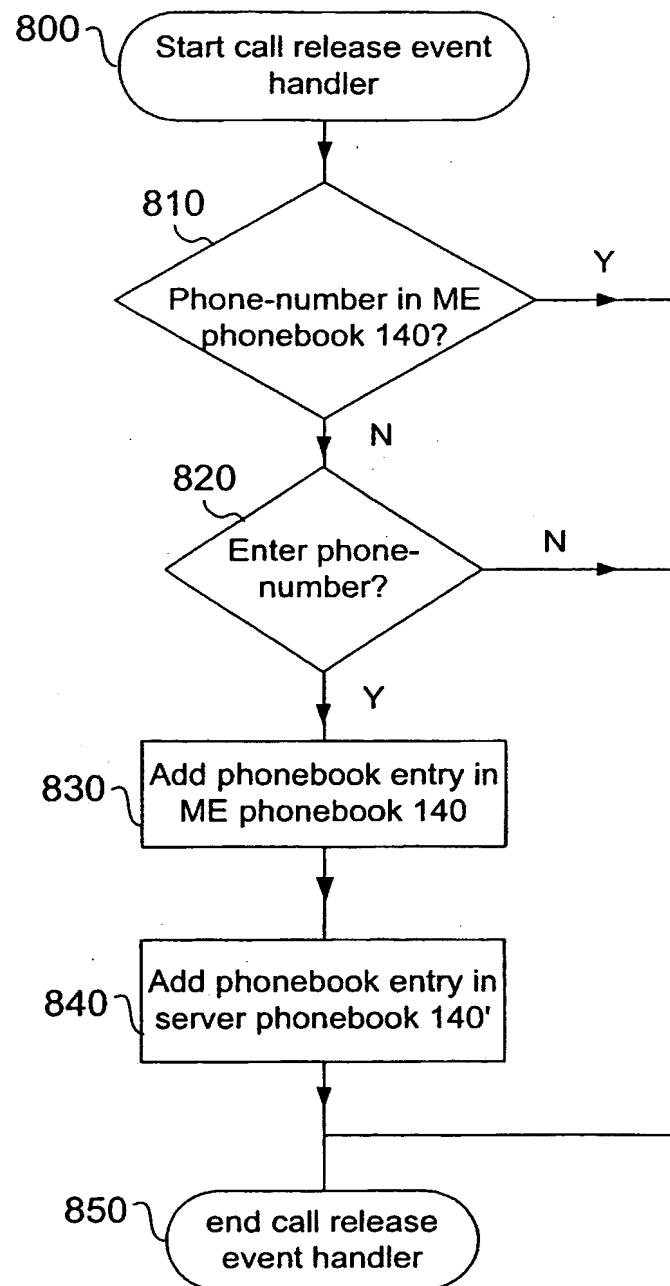 800
Start call release event
handler
810
Y
Phone-number in ME
phonebook 140?
N
820
Enter phone-
number?
N
Y
830
Add phonebook entry in
ME phonebook 140
840
Add phonebook entry in
server phonebook 140'
850
end call release
event handler